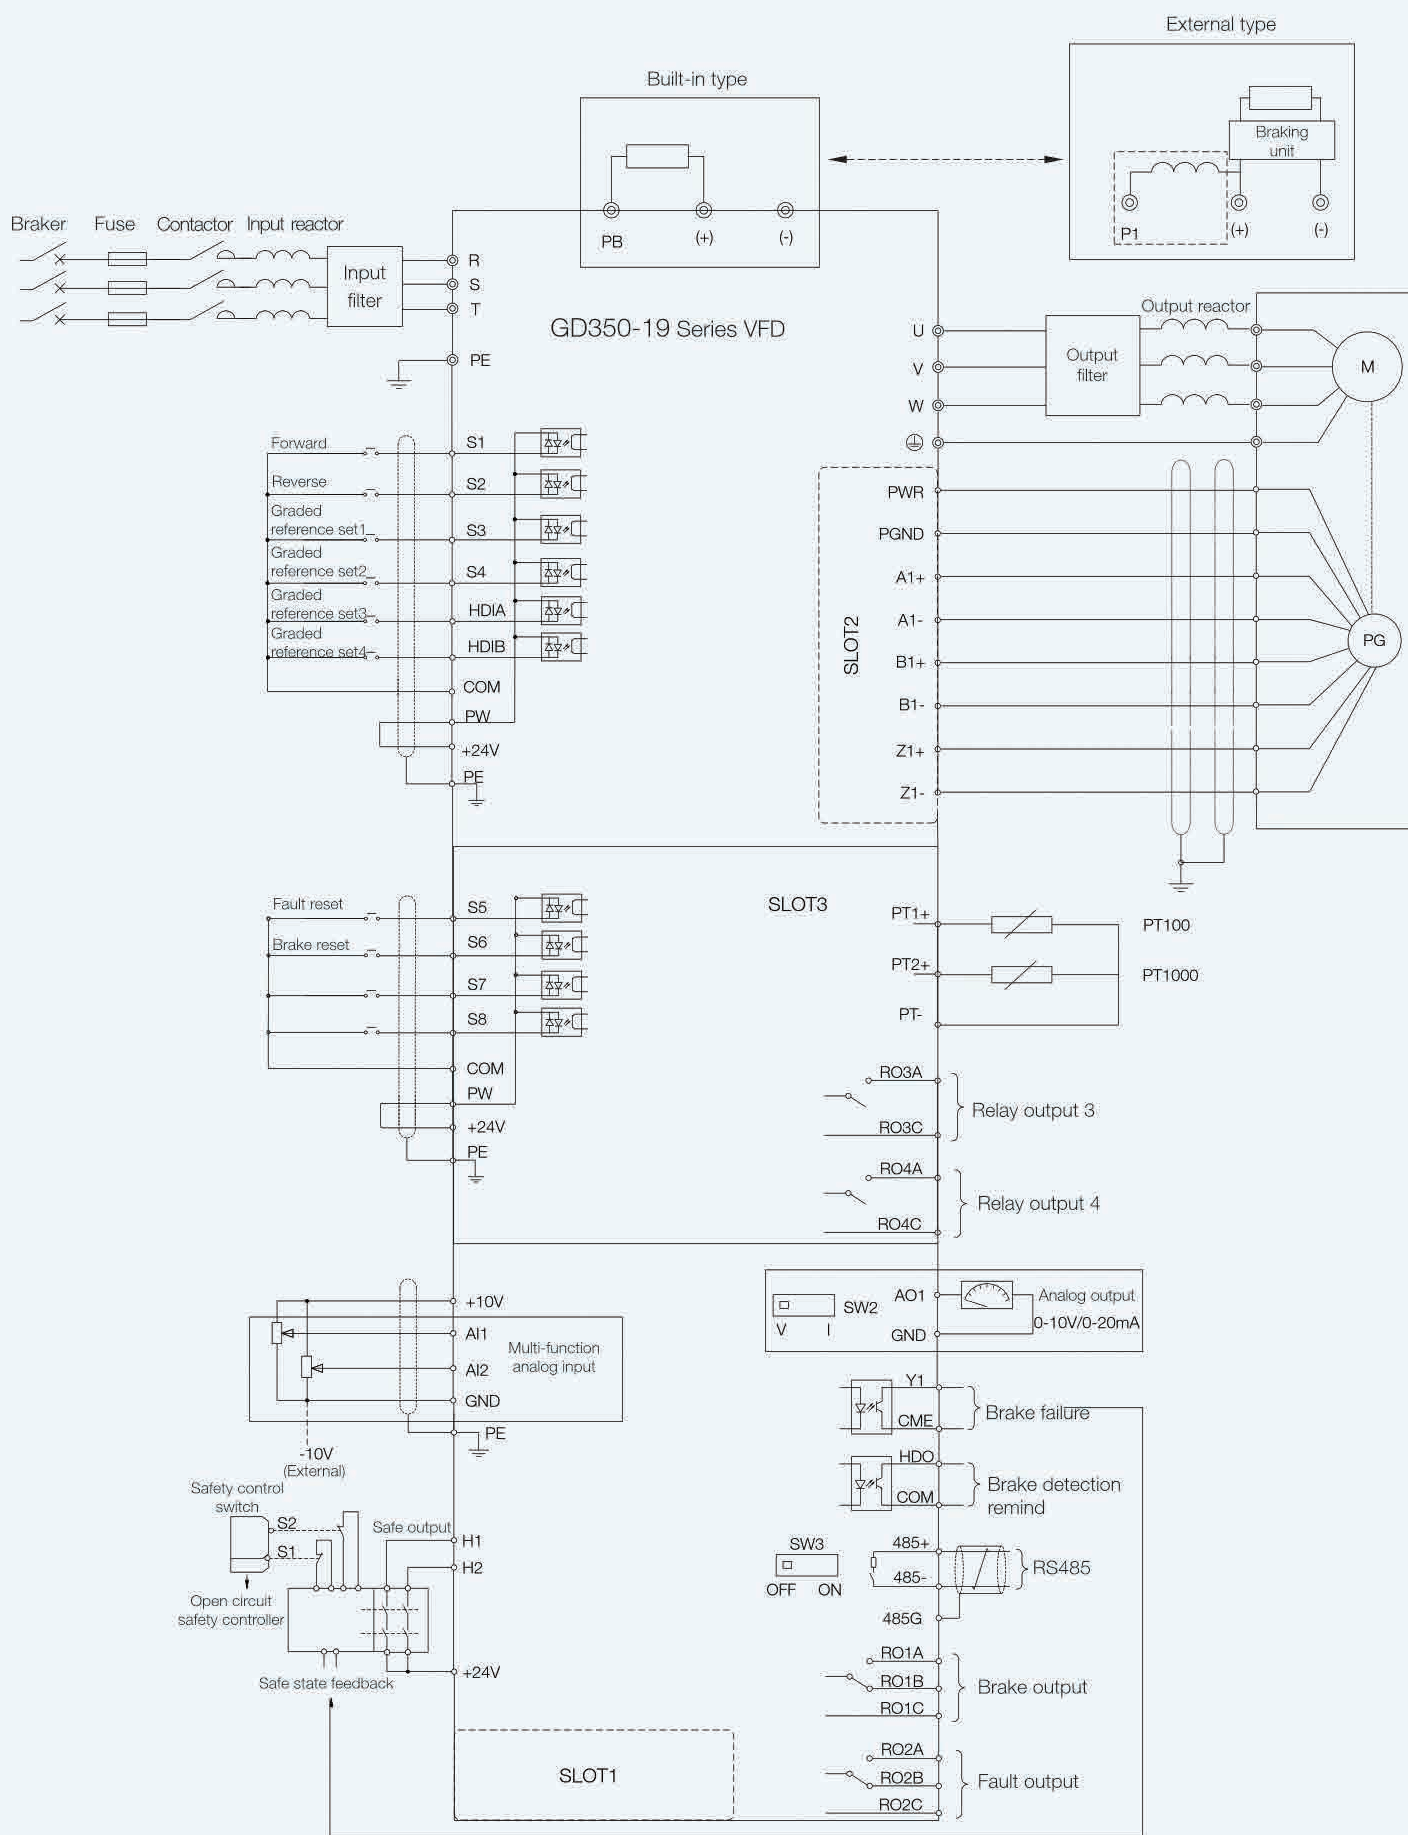 External type
Built-in type
Braking
unit
P1
(+)
(-)
PB
(+)
(-)
Braker
Fuse
Contactor
Input reactor
Input
filter
R
S
T
PE
GD350-19 Series VFD
Output reactor
U
V
W
Output
filter
M
Forward
S1
Reverse
S2
Graded
reference set1
S3
Graded
reference set2
S4
Graded
reference set3
HDIA
Graded
reference set4
HDIB
COM
PW
+24V
PE
SLOT2
PWR
PGND
A1+
A1-
B1+
B1-
Z1+
Z1-
PG
SLOT3
Fault reset
S5
Brake reset
S6
S7
S8
COM
PW
+24V
PE
PT1+
PT100
PT2+
PT1000
PT-
RO3A
RO3C
Relay output 3
RO4A
RO4C
Relay output 4
+10V
AI1
AI2
GND
PE
Multi-function
analog input
-10V
(External)
SW2
V
I
AO1
GND
Analog output
0-10V/0-20mA
Y1
CME
Brake failure
HDO
COM
Brake detection
remind
Safety control
switch
S2
S1
Safe output
H1
H2
Open circuit
safety controller
+24V
Safe state feedback
SW3
OFF
ON
485+
485-
485G
RS485
RO1A
RO1B
RO1C
Brake output
RO2A
RO2B
RO2C
Fault output
SLOT1